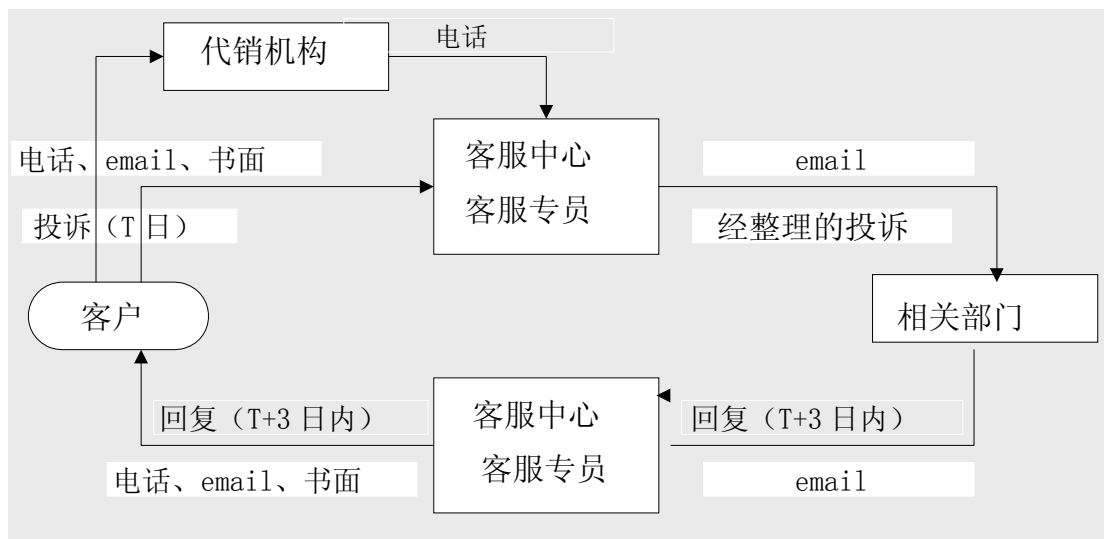 代销机构
电话
电话、email、书面
投诉（T日）
客服中心
客服专员
email
经整理的投诉
客户
相关部门
回复（T+3 日内）
电话、email、书面
客服中心
客服专员
回复（T+3 日内）
email